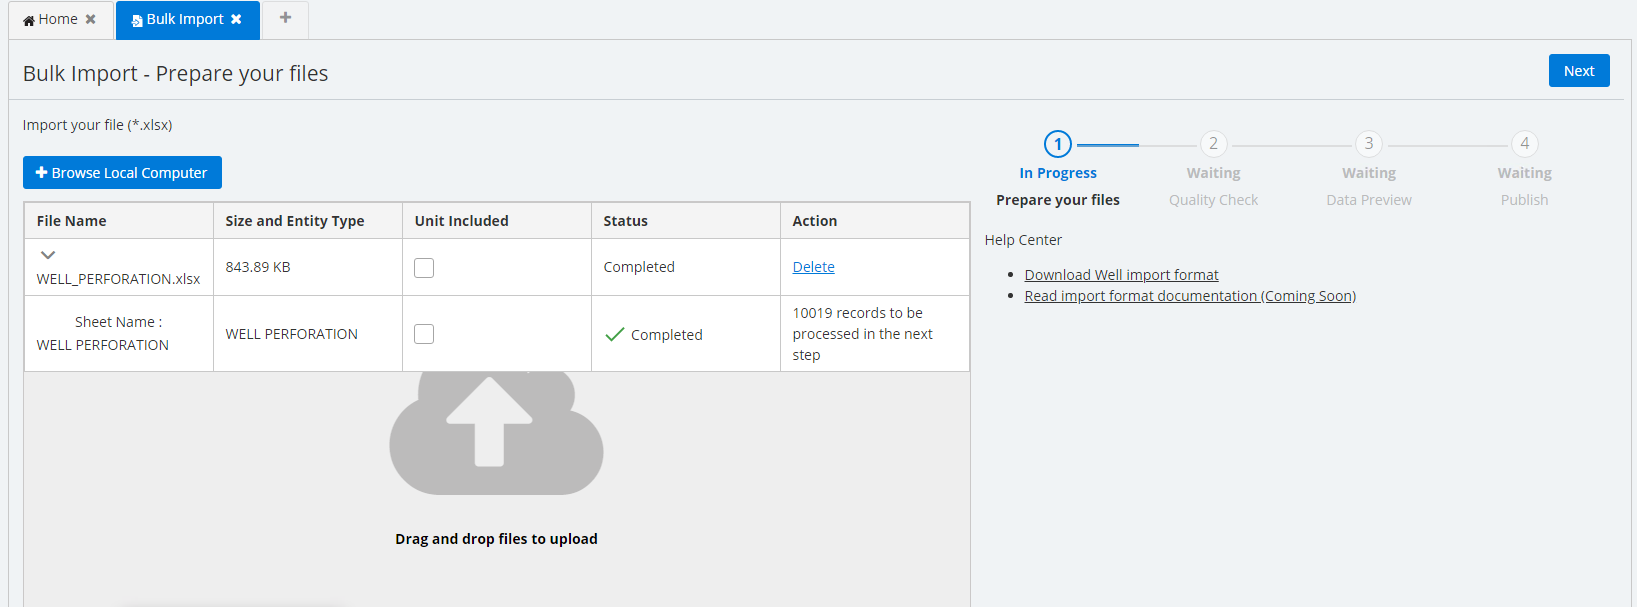 Home
Bulk Import
Bulk Import - Prepare your files
Next
Import your file (*.xlsx)
Browse Local Computer
File Name
Size and Entity Type
Unit Included
Status
Action
WELL_PERFORATION.xlsx
843.89 KB
Completed
Delete
Sheet Name :
WELL PERFORATION
WELL PERFORATION
Completed
10019 records to be
processed in the next
step
Drag and drop files to upload
1
2
3
4
In Progress
Waiting
Waiting
Waiting
Prepare your files
Quality Check
Data Preview
Publish
Help Center
Download Well import format
Read import format documentation (Coming Soon)